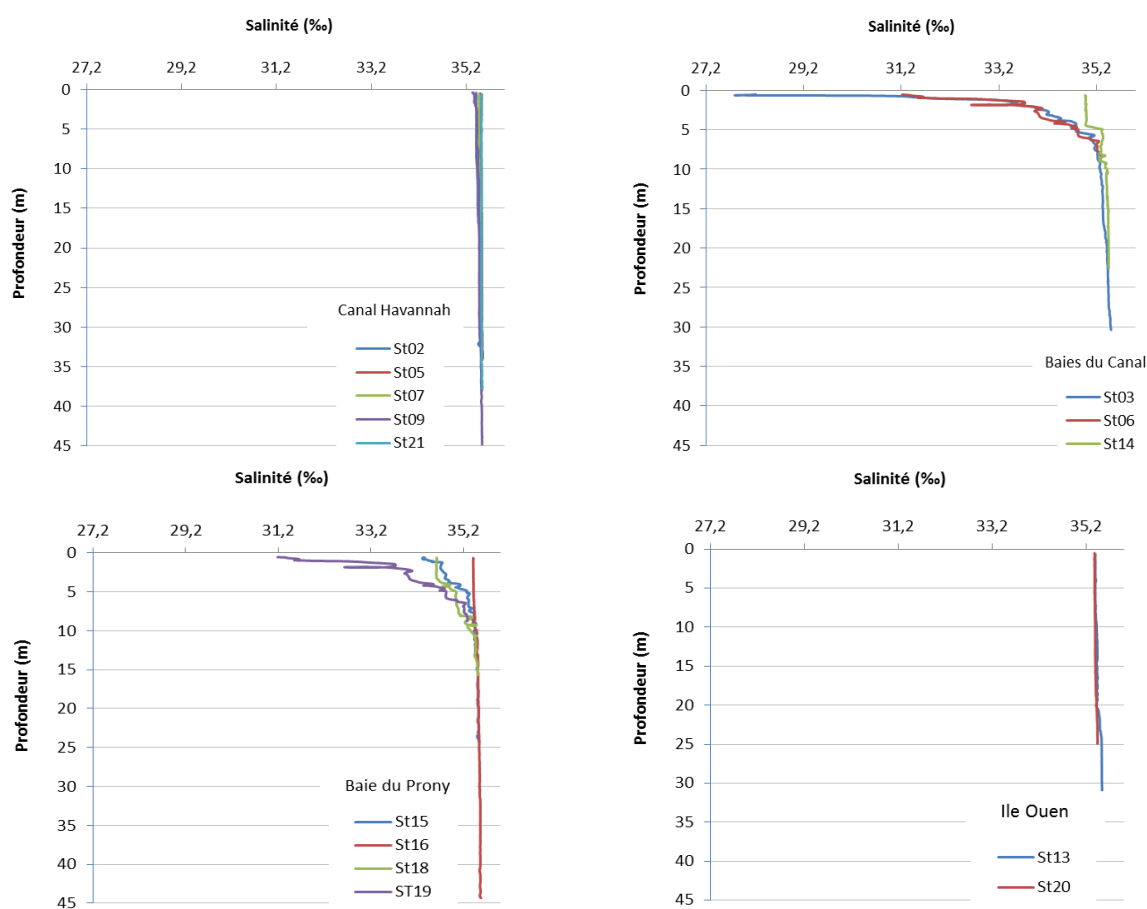 Salinité (‰)
27,2 29,2 31,2 33,2 35,2
0
5
10
15
20
25
30
35
40
45
Profondeur (m)
Canal Havannah
St02
St05
St07
St09
St21
Salinité (‰)
27,2 29,2 31,2 33,2 35,2
0
5
10
15
20
25
30
35
40
45
Profondeur (m)
Baies du Canal
St03
St06
St14
Salinité (‰)
27,2 29,2 31,2 33,2 35,2
0
5
10
15
20
25
30
35
40
45
Profondeur (m)
Baie du Prony
St15
St16
St18
ST19
Salinité (‰)
27,2 29,2 31,2 33,2 35,2
0
5
10
15
20
25
30
35
40
45
Profondeur (m)
Ile Ouen
St13
St20